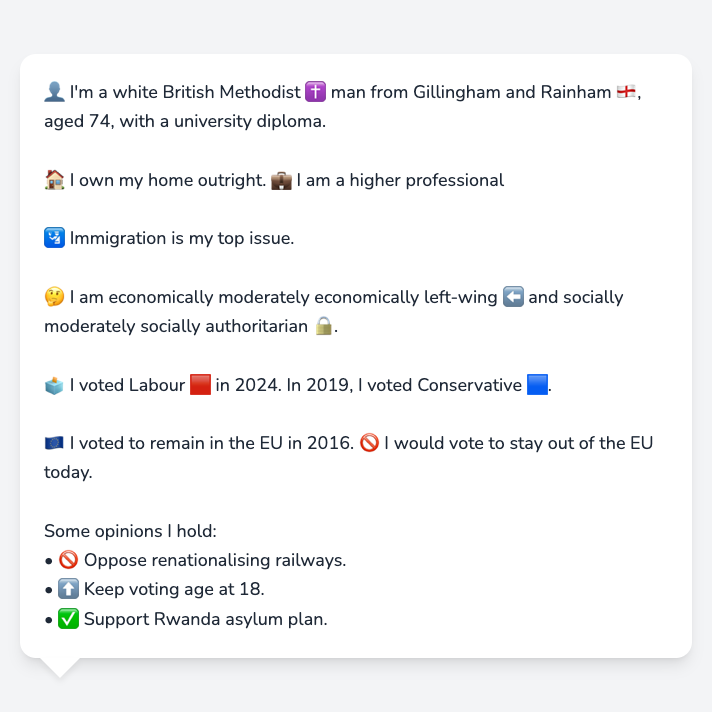 👤 I'm a white British Methodist ✝️ man from Gillingham and Rainham 🏴󠁧󠁢󠁥󠁮󠁧󠁿,
aged 74, with a university diploma.
🏠 I own my home outright. 💼 I am a higher professional
🛂 Immigration is my top issue.
🤔 I am economically moderately economically left-wing ⬅️ and socially
moderately socially authoritarian 🔒.
🗳️ I voted Labour 🟥 in 2024. In 2019, I voted Conservative 🟦.
🇪🇺 I voted to remain in the EU in 2016. 🚫 I would vote to stay out of the EU
today.
Some opinions I hold:
• 🚫 Oppose renationalising railways.
• ⬆️ Keep voting age at 18.
• ✅ Support Rwanda asylum plan.